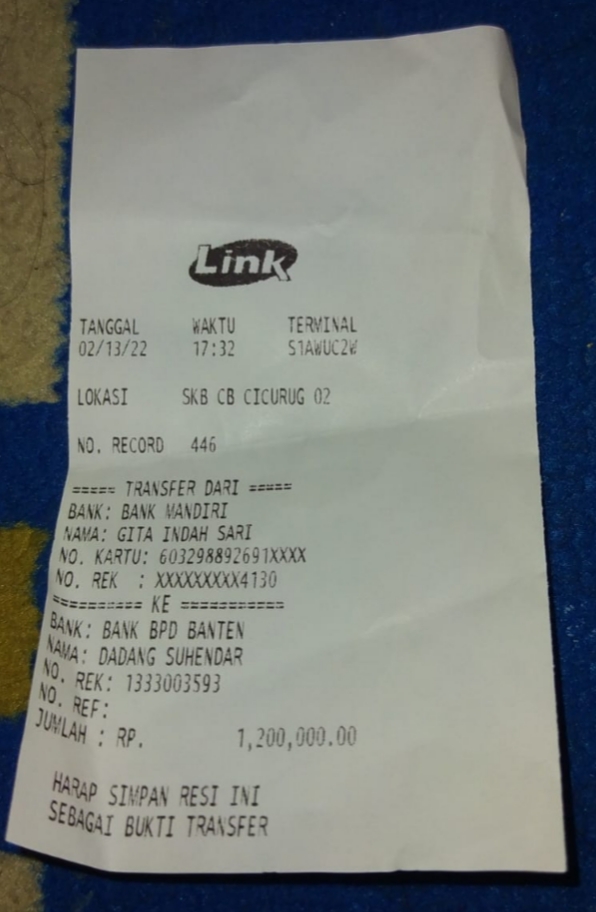 Link
TANGGAL WAKTU TERMINAL
02/13/22 17:32 S1AWUC2W
LOKASI SKB CB CICURUG 02
NO. RECORD 446
===== TRANSFER DARI =====
BANK: BANK MANDIRI
NAMA: GITA INDAH SARI
NO. KARTU: 603298892691XXXX
NO. REK : XXXXXXXXX4130
========== KE ===========
BANK: BANK BPD BANTEN
NAMA: DADANG SUHENDAR
NO. REK: 1333003593
NO. REF:
JUMLAH : RP. 1,200,000.00
HARAP SIMPAN RESI INI
SEBAGAI BUKTI TRANSFER